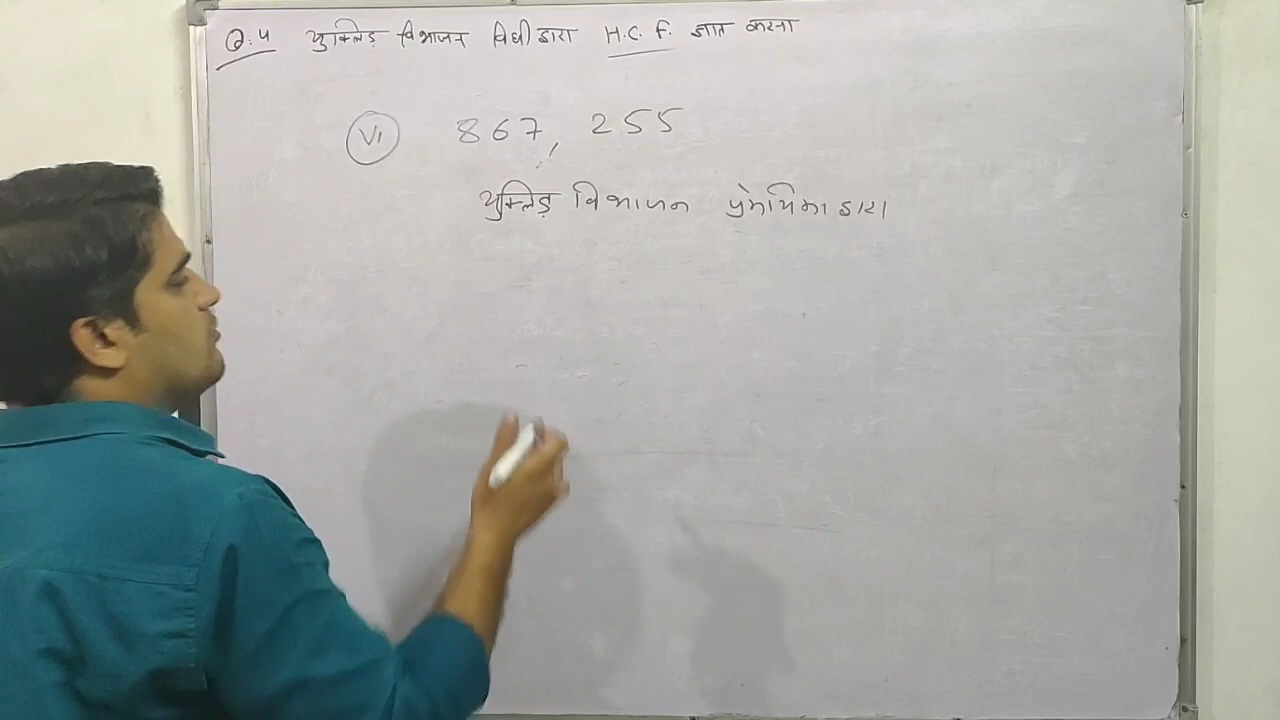 Q.4 युक्लिड विभाजन विधी द्वारा H.C.F. ज्ञात करना
VI 867, 255
युक्लिड विभाजन प्रमेयिका द्वारा